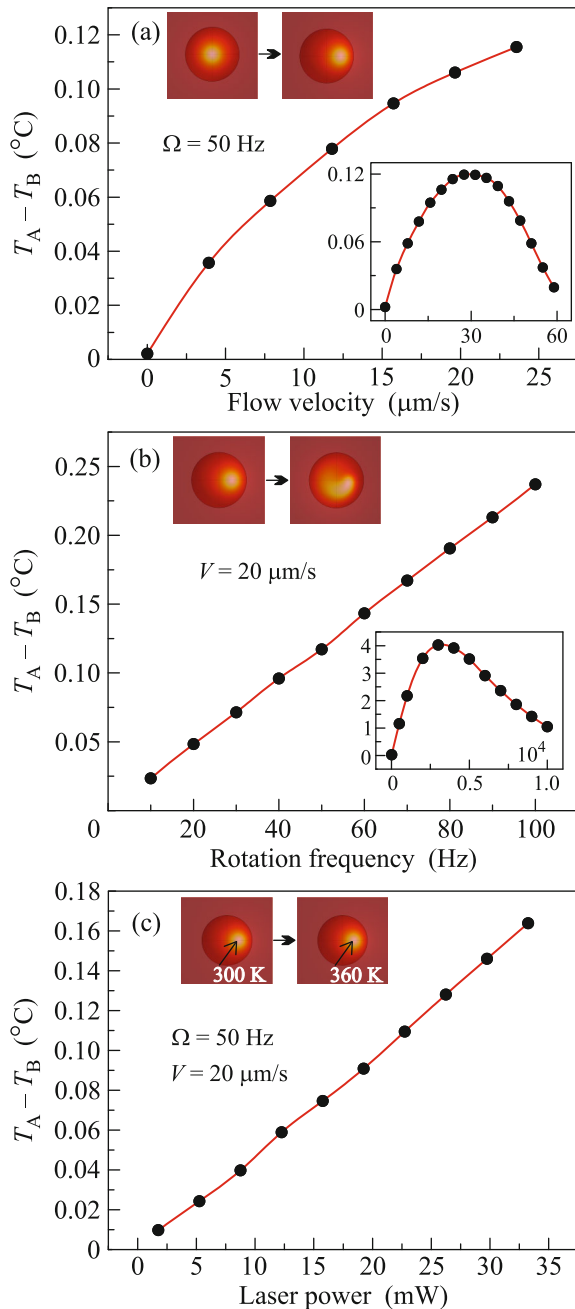 (a)
Ω = 50 Hz
T_A − T_B (°C)
0.12
0.10
0.08
0.06
0.04
0.02
0
0.12
0.06
0
0 30 60
0 5 10 15 20 25
Flow velocity (μm/s)
(b)
V = 20 μm/s
T_A − T_B (°C)
0.25
0.20
0.15
0.10
0.05
0
4
3
2
1
0
10⁴
0 0.5 1.0
20 40 60 80 100
Rotation frequency (Hz)
(c)
300 K 360 K
Ω = 50 Hz
V = 20 μm/s
T_A − T_B (°C)
0.18
0.16
0.14
0.12
0.10
0.08
0.06
0.04
0.02
0
0 5 10 15 20 25 30 35
Laser power (mW)